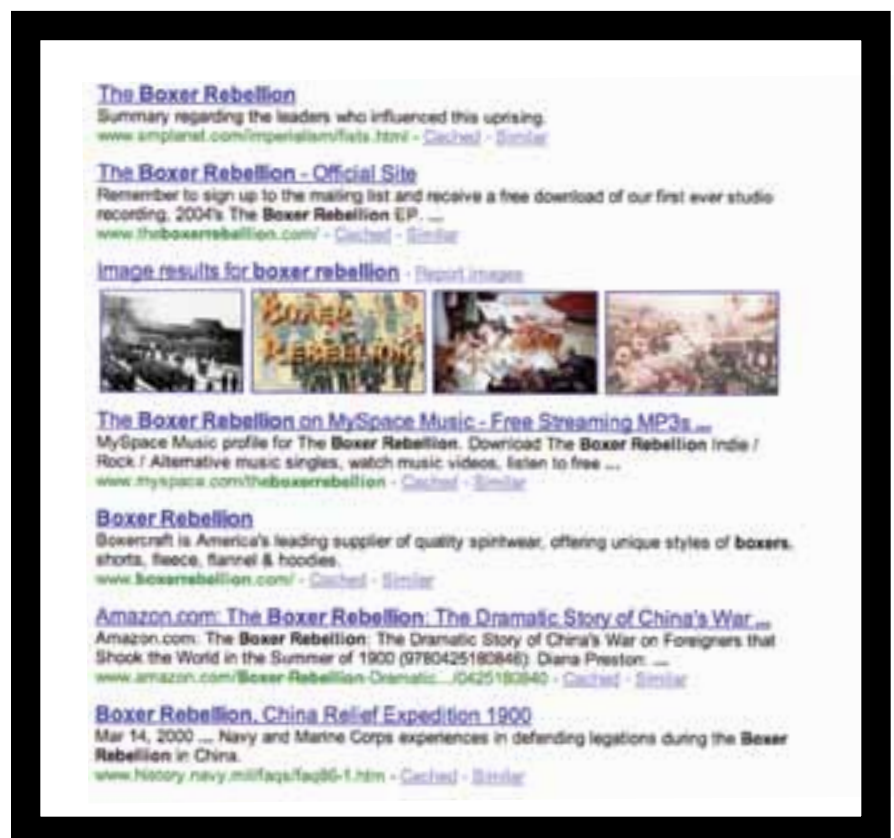 The Boxer Rebellion
Summary regarding the leaders who influenced this uprising.
www.smplanet.com/imperialism/fists.html - Cached - Similar
The Boxer Rebellion - Official Site
Remember to sign up to the mailing list and receive a free download of our first ever studio
recording, 2004's The Boxer Rebellion EP. ...
www.theboxerrebellion.com/ - Cached - Similar
Image results for boxer rebellion - Report images
BOXER
REBELLION
The Boxer Rebellion on MySpace Music - Free Streaming MP3s ...
MySpace Music profile for The Boxer Rebellion. Download The Boxer Rebellion Indie /
Rock / Alternative music singles, watch music videos, listen to free ...
www.myspace.com/theboxerrebellion - Cached - Similar
Boxer Rebellion
Boxercraft is America's leading supplier of quality spiritwear, offering unique styles of boxers,
shorts, fleece, flannel & hoodies.
www.boxerrebellion.com/ - Cached - Similar
Amazon.com: The Boxer Rebellion: The Dramatic Story of China's War ...
Amazon.com: The Boxer Rebellion: The Dramatic Story of China's War on Foreigners that
Shook the World in the Summer of 1900 (9780425180846): Diana Preston: ...
www.amazon.com/Boxer-Rebellion-Dramatic.../0425180840 - Cached - Similar
Boxer Rebellion, China Relief Expedition 1900
Mar 14, 2000 ... Navy and Marine Corps experiences in defending legations during the Boxer
Rebellion in China.
www.history.navy.mil/faqs/faq86-1.htm - Cached - Similar